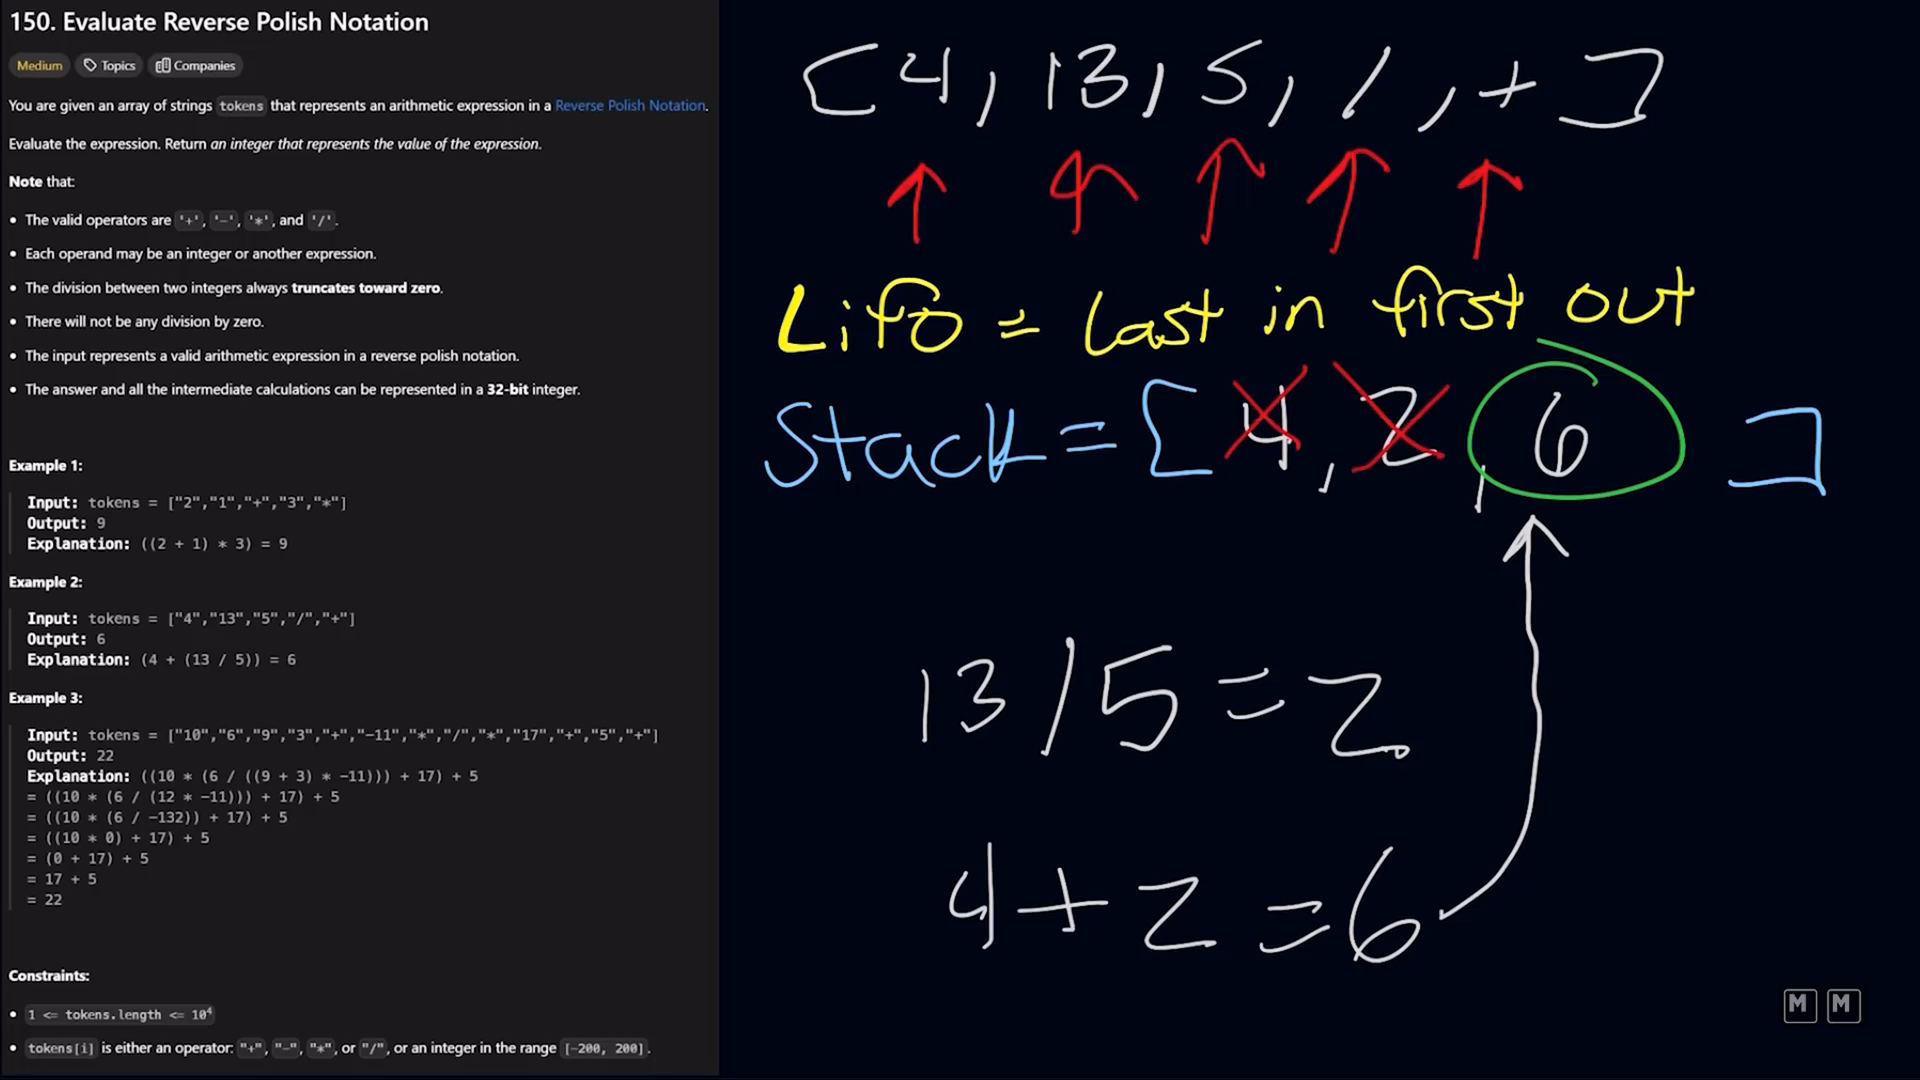 150. Evaluate Reverse Polish Notation
Medium Topics Companies
You are given an array of strings tokens that represents an arithmetic expression in a Reverse Polish Notation.
Evaluate the expression. Return an integer that represents the value of the expression.
Note that:
• The valid operators are '+', '-', '*', and '/'.
• Each operand may be an integer or another expression.
• The division between two integers always truncates toward zero.
• There will not be any division by zero.
• The input represents a valid arithmetic expression in a reverse polish notation.
• The answer and all the intermediate calculations can be represented in a 32-bit integer.
Example 1:
Input: tokens = ["2","1","+","3","*"]
Output: 9
Explanation: ((2 + 1) * 3) = 9
Example 2:
Input: tokens = ["4","13","5","/","+"]
Output: 6
Explanation: (4 + (13 / 5)) = 6
Example 3:
Input: tokens = ["10","6","9","3","+","-11","*","/","*","17","+","5","+"]
Output: 22
Explanation: ((10 * (6 / ((9 + 3) * -11))) + 17) + 5
= ((10 * (6 / (12 * -11))) + 17) + 5
= ((10 * (6 / -132)) + 17) + 5
= ((10 * 0) + 17) + 5
= (0 + 17) + 5
= 17 + 5
= 22
Constraints:
• 1 <= tokens.length <= 10⁴
• tokens[i] is either an operator: "+", "-", "*", or "/", or an integer in the range [-200, 200].
[4, 13, 5, /, +]
LifO = Last in first out
Stack = [4, 2, 6 ]
13/5=2
4+2=6
M M